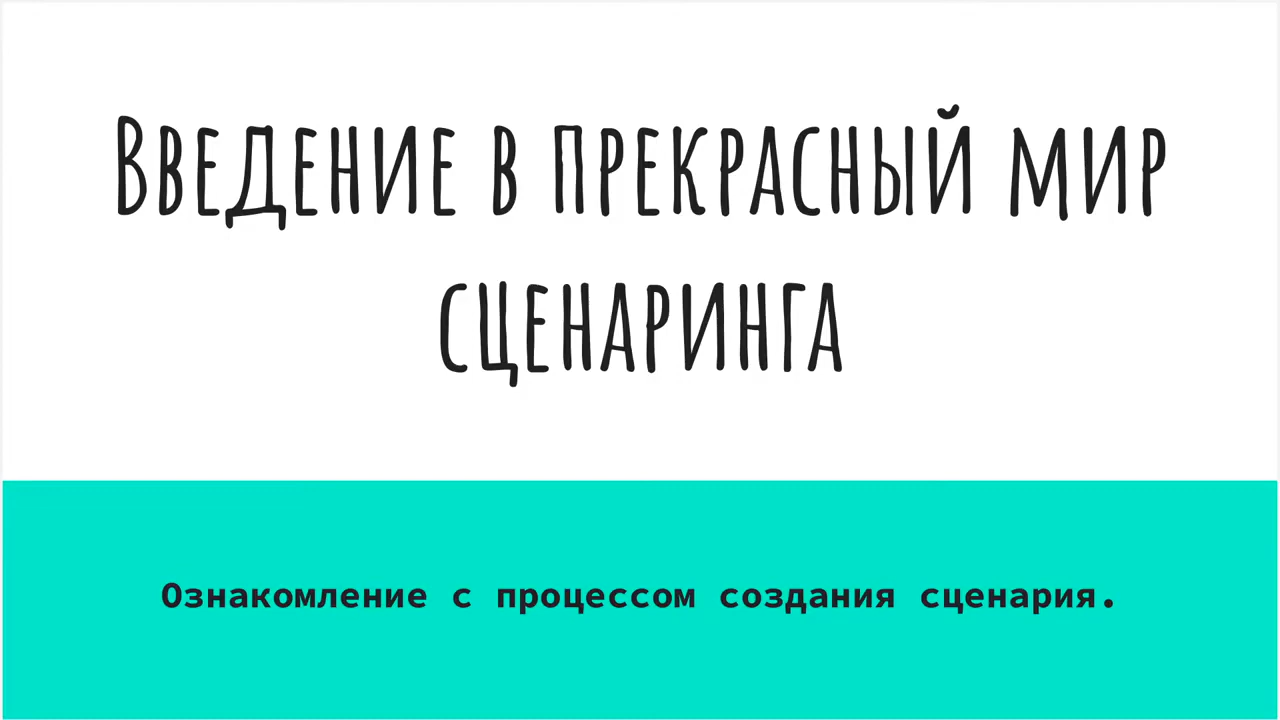 Введение в прекрасный мир
сценаринга
Ознакомление с процессом создания сценария.